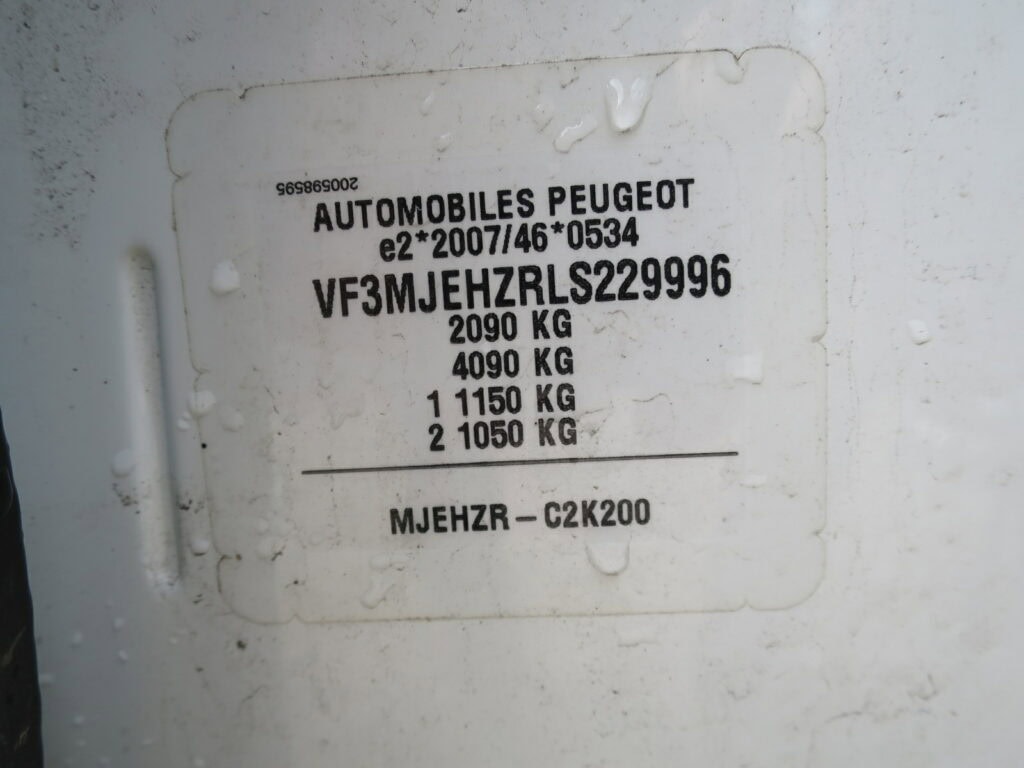 200598595
AUTOMOBILES PEUGEOT
e2*2007/46*0534
VF3MJEHZRLS229996
2090 KG
4090 KG
1 1150 KG
2 1050 KG
MJEHZR – C2K200